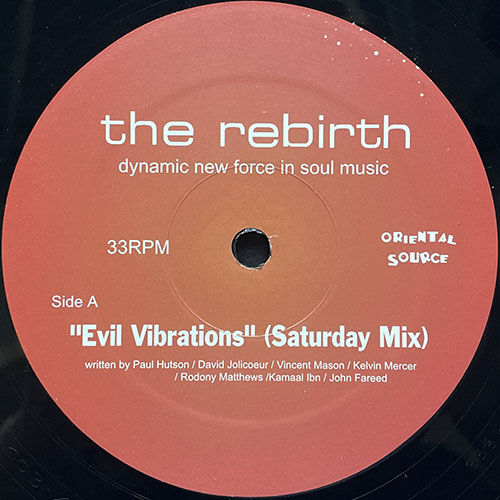 the rebirth
dynamic new force in soul music
33RPM
ORIENTAL
SOURCE
Side A
"Evil Vibrations" (Saturday Mix)
written by Paul Hutson / David Jolicoeur / Vincent Mason / Kelvin Mercer
/ Rodony Matthews /Kamaal Ibn / John Fareed